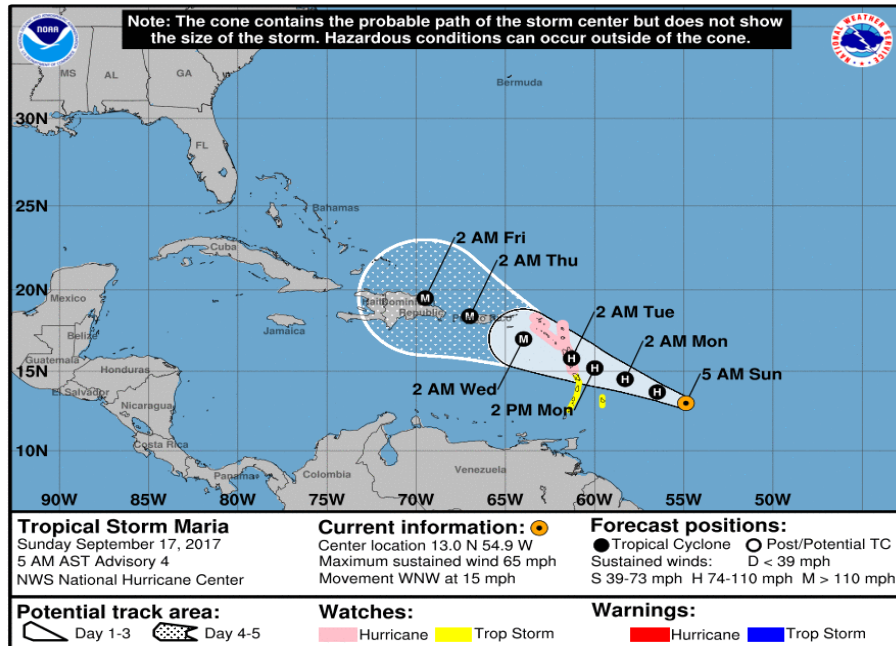 Note: The cone contains the probable path of the storm center but does not show
the size of the storm. Hazardous conditions can occur outside of the cone.
NOAA
NATIONAL WEATHER SERVICE
MS
AL
GA
FL
Bermuda
30N
25N
20N
15N
10N
Bahamas
Cuba
Mexico
Jamaica
Belize
Guatemala
Honduras
El Salvador
Nicaragua
Costa Rica
Panama
Colombia
Venezuela
Dominican
Republic
2 AM Fri
M
2 AM Thu
M
2 AM Wed
M
2 AM Tue
H
2 PM Mon
H
2 AM Mon
H
H
5 AM Sun
90W 85W 80W 75W 70W 65W 60W 55W 50W
Tropical Storm Maria
Sunday September 17, 2017
5 AM AST Advisory 4
NWS National Hurricane Center
Current information:
Center location 13.0 N 54.9 W
Maximum sustained wind 65 mph
Movement WNW at 15 mph
Forecast positions:
Tropical Cyclone Post/Potential TC
Sustained winds: D < 39 mph
S 39-73 mph H 74-110 mph M > 110 mph
Potential track area:
Day 1-3 Day 4-5
Watches:
Hurricane Trop Storm
Warnings:
Hurricane Trop Storm